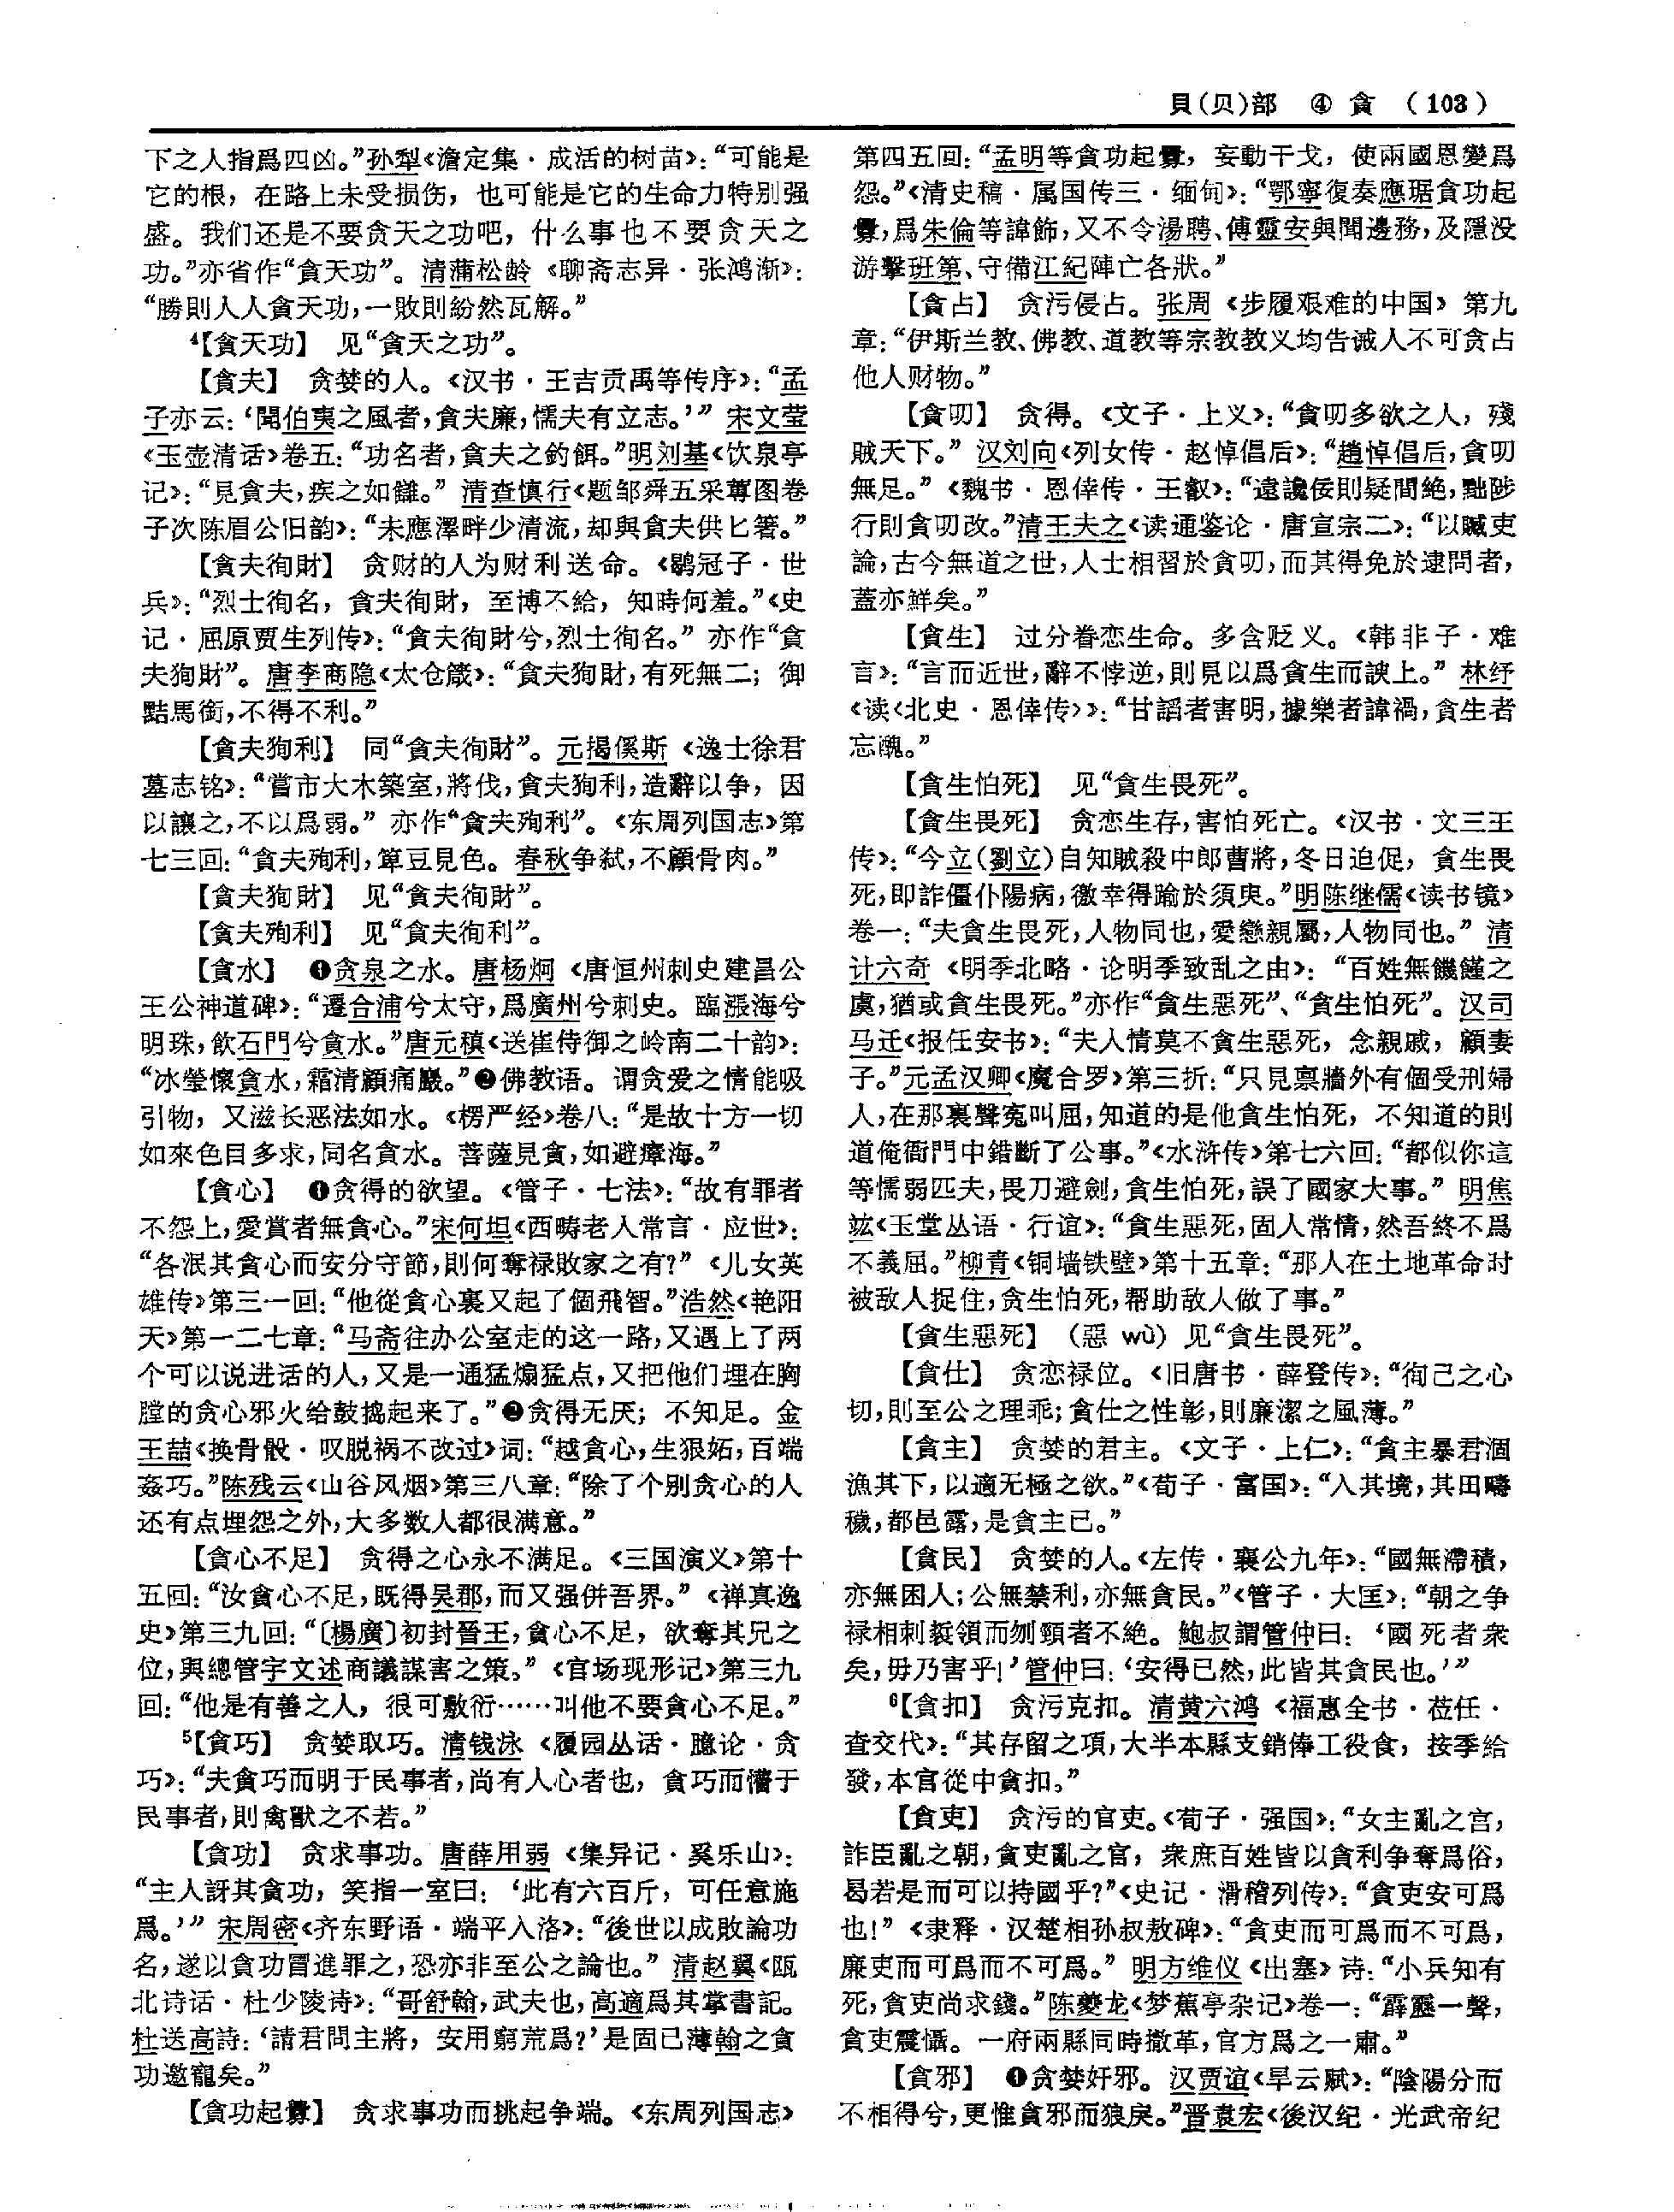 貝(贝)部 ④ 貪 (103)
下之人指爲四凶。”孙犁《澹定集·成活的树苗》：“可能是
它的根，在路上未受损伤，也可能是它的生命力特别强
盛。我们还是不要贪天之功吧，什么事也不要贪天之
功。”亦省作“貪天功”。清蒲松龄《聊斋志异·张鸿渐》：
“勝則人人貪天功，一敗則紛然瓦解。”
⁴【貪天功】 见“貪天之功”。
【貪夫】 贪婪的人。《汉书·王吉贡禹等传序》：“孟
子亦云：‘聞伯夷之風者，貪夫廉，懦夫有立志。’” 宋文莹
《玉壶清话》卷五：“功名者，貪夫之釣餌。”明刘基《饮泉亭
记》：“見貪夫，疾之如讎。” 清查慎行《题邹舜五采蓴图卷
子次陈眉公旧韵》：“未應澤畔少清流，却與貪夫供匕箸。”
【貪夫徇財】 贪财的人为财利送命。《鹖冠子·世
兵》：“烈士徇名，貪夫徇財，至博不給，知時何羞。”《史
记·屈原贾生列传》：“貪夫徇財兮，烈士徇名。” 亦作“貪
夫狥財”。唐李商隐《太仓箴》：“貪夫狥財，有死無二；御
黠馬銜，不得不利。”
【貪夫狥利】 同“貪夫徇財”。元揭傒斯《逸士徐君
墓志铭》：“嘗市大木築室，將伐，貪夫狥利，造辭以争，因
以讓之，不以爲弱。” 亦作“貪夫殉利”。《东周列国志》第
七三回：“貪夫殉利，簞豆見色。春秋争弑，不顧骨肉。”
【貪夫狥財】 见“貪夫徇財”。
【貪夫殉利】 见“貪夫徇利”。
【貪水】 ❶贪泉之水。唐杨炯《唐恒州刺史建昌公
王公神道碑》：“遷合浦兮太守，爲廣州兮刺史。臨漲海兮
明珠，飲石門兮貪水。”唐元稹《送崔侍御之岭南二十韵》：
“冰瑩懷貪水，霜清顧痛巖。”❷佛教语。谓贪爱之情能吸
引物，又滋长恶法如水。《楞严经》卷八：“是故十方一切
如來色目多求，同名貪水。菩薩見貪，如避瘴海。”
【貪心】 ❶贪得的欲望。《管子·七法》：“故有罪者
不怨上，愛賞者無貪心。”宋何坦《西畴老人常言·应世》：
“各泯其貪心而安分守節，則何奪禄敗家之有？” 《儿女英
雄传》第三一回：“他從貪心裏又起了個飛智。”浩然《艳阳
天》第一二七章：“马斋往办公室走的这一路，又遇上了两
个可以说进话的人，又是一通猛煽猛点，又把他们埋在胸
膛的贪心邪火给鼓捣起来了。”❷贪得无厌；不知足。金
王喆《换骨骰·叹脱祸不改过》词：“越貪心，生狠妬，百端
姦巧。”陈残云《山谷风烟》第三八章：“除了个别贪心的人
还有点埋怨之外，大多数人都很满意。”
【貪心不足】 贪得之心永不满足。《三国演义》第十
五回：“汝貪心不足，既得吴郡，而又强併吾界。” 《禅真逸
史》第三九回：“〔楊廣〕初封晉王，貪心不足，欲奪其兄之
位，與總管宇文述商議謀害之策。” 《官场现形记》第三九
回：“他是有善之人，很可敷衍……叫他不要貪心不足。”
⁵【貪巧】 贪婪取巧。清钱泳《履园丛话·臆论·贪
巧》：“夫貪巧而明于民事者，尚有人心者也，貪巧而懵于
民事者，則禽獸之不若。”
【貪功】 贪求事功。唐薛用弱《集异记·奚乐山》：
“主人訝其貪功，笑指一室曰：‘此有六百斤，可任意施
爲。’” 宋周密《齐东野语·端平入洛》：“後世以成敗論功
名，遂以貪功冒進罪之，恐亦非至公之論也。” 清赵翼《瓯
北诗话·杜少陵诗》：“哥舒翰，武夫也，高適爲其掌書記。
杜送高詩：‘請君問主將，安用窮荒爲？’是固已薄翰之貪
功邀寵矣。”
【貪功起釁】 贪求事功而挑起争端。《东周列国志》
第四五回：“孟明等貪功起釁，妄動干戈，使兩國恩變爲
怨。”《清史稿·属国传三·缅甸》：“鄂寧復奏應琚貪功起
釁，爲朱倫等諱飾，又不令湯聘、傅靈安與聞邊務，及隱没
游擊班第、守備江紀陣亡各狀。”
【貪占】 贪污侵占。张周《步履艰难的中国》第九
章：“伊斯兰教、佛教、道教等宗教教义均告诫人不可贪占
他人财物。”
【貪叨】 贪得。《文子·上义》：“貪叨多欲之人，殘
賊天下。” 汉刘向《列女传·赵悼倡后》：“趙悼倡后，貪叨
無足。” 《魏书·恩倖传·王叡》：“遠讒佞則疑間絶，黜陟
行則貪叨改。”清王夫之《读通鉴论·唐宣宗二》：“以贓吏
論，古今無道之世，人士相習於貪叨，而其得免於逮問者，
蓋亦鮮矣。”
【貪生】 过分眷恋生命。多含贬义。《韩非子·难
言》：“言而近世，辭不悖逆，則見以爲貪生而諛上。” 林纾
《读〈北史·恩倖传〉》：“甘謟者害明，據樂者諱禍，貪生者
忘醜。”
【貪生怕死】 见“貪生畏死”。
【貪生畏死】 贪恋生存，害怕死亡。《汉书·文三王
传》：“今立（劉立）自知賊殺中郎曹將，冬日迫促，貪生畏
死，即詐僵仆陽病，徼幸得踰於須臾。”明陈继儒《读书镜》
卷一：“夫貪生畏死，人物同也，愛戀親屬，人物同也。” 清
计六奇《明季北略·论明季致乱之由》：“百姓無饑饉之
虞，猶或貪生畏死。”亦作“貪生惡死”、“貪生怕死”。汉司
马迁《报任安书》：“夫人情莫不貪生惡死，念親戚，顧妻
子。”元孟汉卿《魔合罗》第三折：“只見禀牆外有個受刑婦
人，在那裏聲寃叫屈，知道的是他貪生怕死，不知道的則
道俺衙門中錯斷了公事。”《水浒传》第七六回：“都似你這
等懦弱匹夫，畏刀避劍，貪生怕死，誤了國家大事。” 明焦
竑《玉堂丛语·行谊》：“貪生惡死，固人常情，然吾終不爲
不義屈。”柳青《铜墙铁壁》第十五章：“那人在土地革命时
被敌人捉住，贪生怕死，帮助敌人做了事。”
【貪生惡死】 （惡 wù）见“貪生畏死”。
【貪仕】 贪恋禄位。《旧唐书·薛登传》：“徇己之心
切，則至公之理乖；貪仕之性彰，則廉潔之風薄。”
【貪主】 贪婪的君主。《文子·上仁》：“貪主暴君涸
漁其下，以適无極之欲。”《荀子·富国》：“入其境，其田疇
穢，都邑露，是貪主已。”
【貪民】 贪婪的人。《左传·襄公九年》：“國無滯積，
亦無困人；公無禁利，亦無貪民。”《管子·大匡》：“朝之争
禄相刺裚領而刎頸者不絶。鮑叔謂管仲曰：‘國死者衆
矣，毋乃害乎！’管仲曰：‘安得已然，此皆其貪民也。’”
⁶【貪扣】 贪污克扣。清黄六鸿《福惠全书·莅任·
查交代》：“其存留之項，大半本縣支銷俸工役食，按季給
發，本官從中貪扣。”
【貪吏】 贪污的官吏。《荀子·强国》：“女主亂之宫，
詐臣亂之朝，貪吏亂之官，衆庶百姓皆以貪利争奪爲俗，
曷若是而可以持國乎？”《史记·滑稽列传》：“貪吏安可爲
也！” 《隶释·汉楚相孙叔敖碑》：“貪吏而可爲而不可爲，
廉吏而可爲而不可爲。” 明方维仪《出塞》诗：“小兵知有
死，貪吏尚求錢。”陈夔龙《梦蕉亭杂记》卷一：“霹靂一聲，
貪吏震懾。一府兩縣同時撤革，官方爲之一肅。”
【貪邪】 ❶贪婪奸邪。汉贾谊《旱云赋》：“陰陽分而
不相得兮，更惟貪邪而狼戾。”晋袁宏《後汉纪·光武帝纪